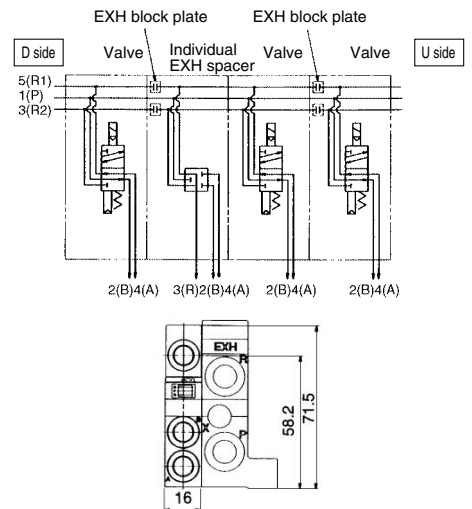 EXH block plate EXH block plate
D side Valve Individual EXH spacer Valve Valve U side
5(R1)
1(P)
3(R2)
2(B)4(A) 3(R)2(B)4(A) 2(B)4(A) 2(B)4(A)
EXH
R
X
P
A
58.2
71.5
16